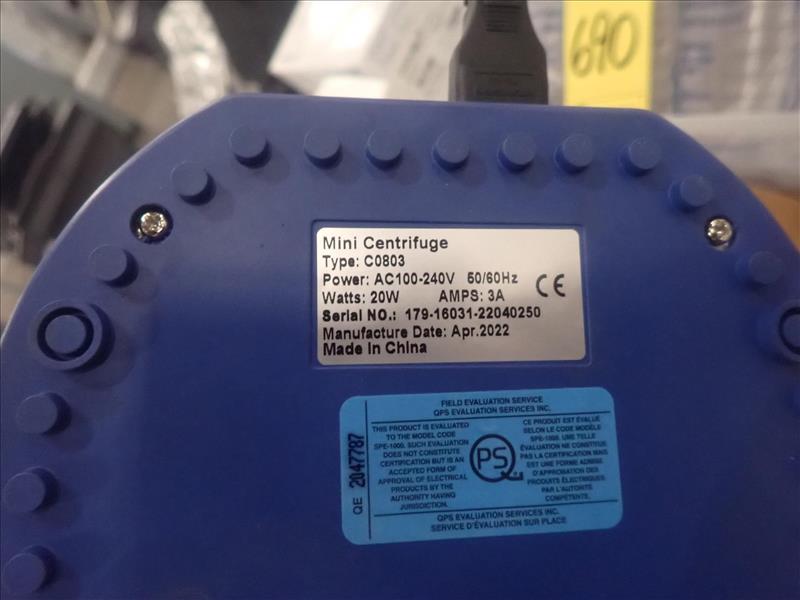 690
Mini Centrifuge
Type: C0803
Power: AC100-240V 50/60Hz
Watts: 20W AMPS: 3A
CE
Serial NO.: 179-16031-22040250
Manufacture Date: Apr.2022
Made in China
FIELD EVALUATION SERVICE
QPS EVALUATION SERVICES INC.
QE 2047787
THIS PRODUCT IS EVALUATED
TO THE MODEL CODE
SPE-1000. SUCH EVALUATION
DOES NOT CONSTITUTE
CERTIFICATION BUT IS AN
ACCEPTED FORM OF
APPROVAL OF ELECTRICAL
PRODUCTS BY THE
AUTHORITY HAVING
JURISDICTION.
QPS
CE PRODUIT EST ÉVALUÉ
SELON LE CODE MODÈLE
SPE-1000. UNE TELLE
ÉVALUATION NE CONSTITUE
PAS LA CERTIFICATION MAIS
EST UNE FORME ADMISE
D'APPROBATION DES
PRODUITS ÉLECTRIQUES
PAR L'AUTORITÉ
COMPÉTENTE.
QPS EVALUATION SERVICES INC.
SERVICE D'ÉVALUATION SUR PLACE